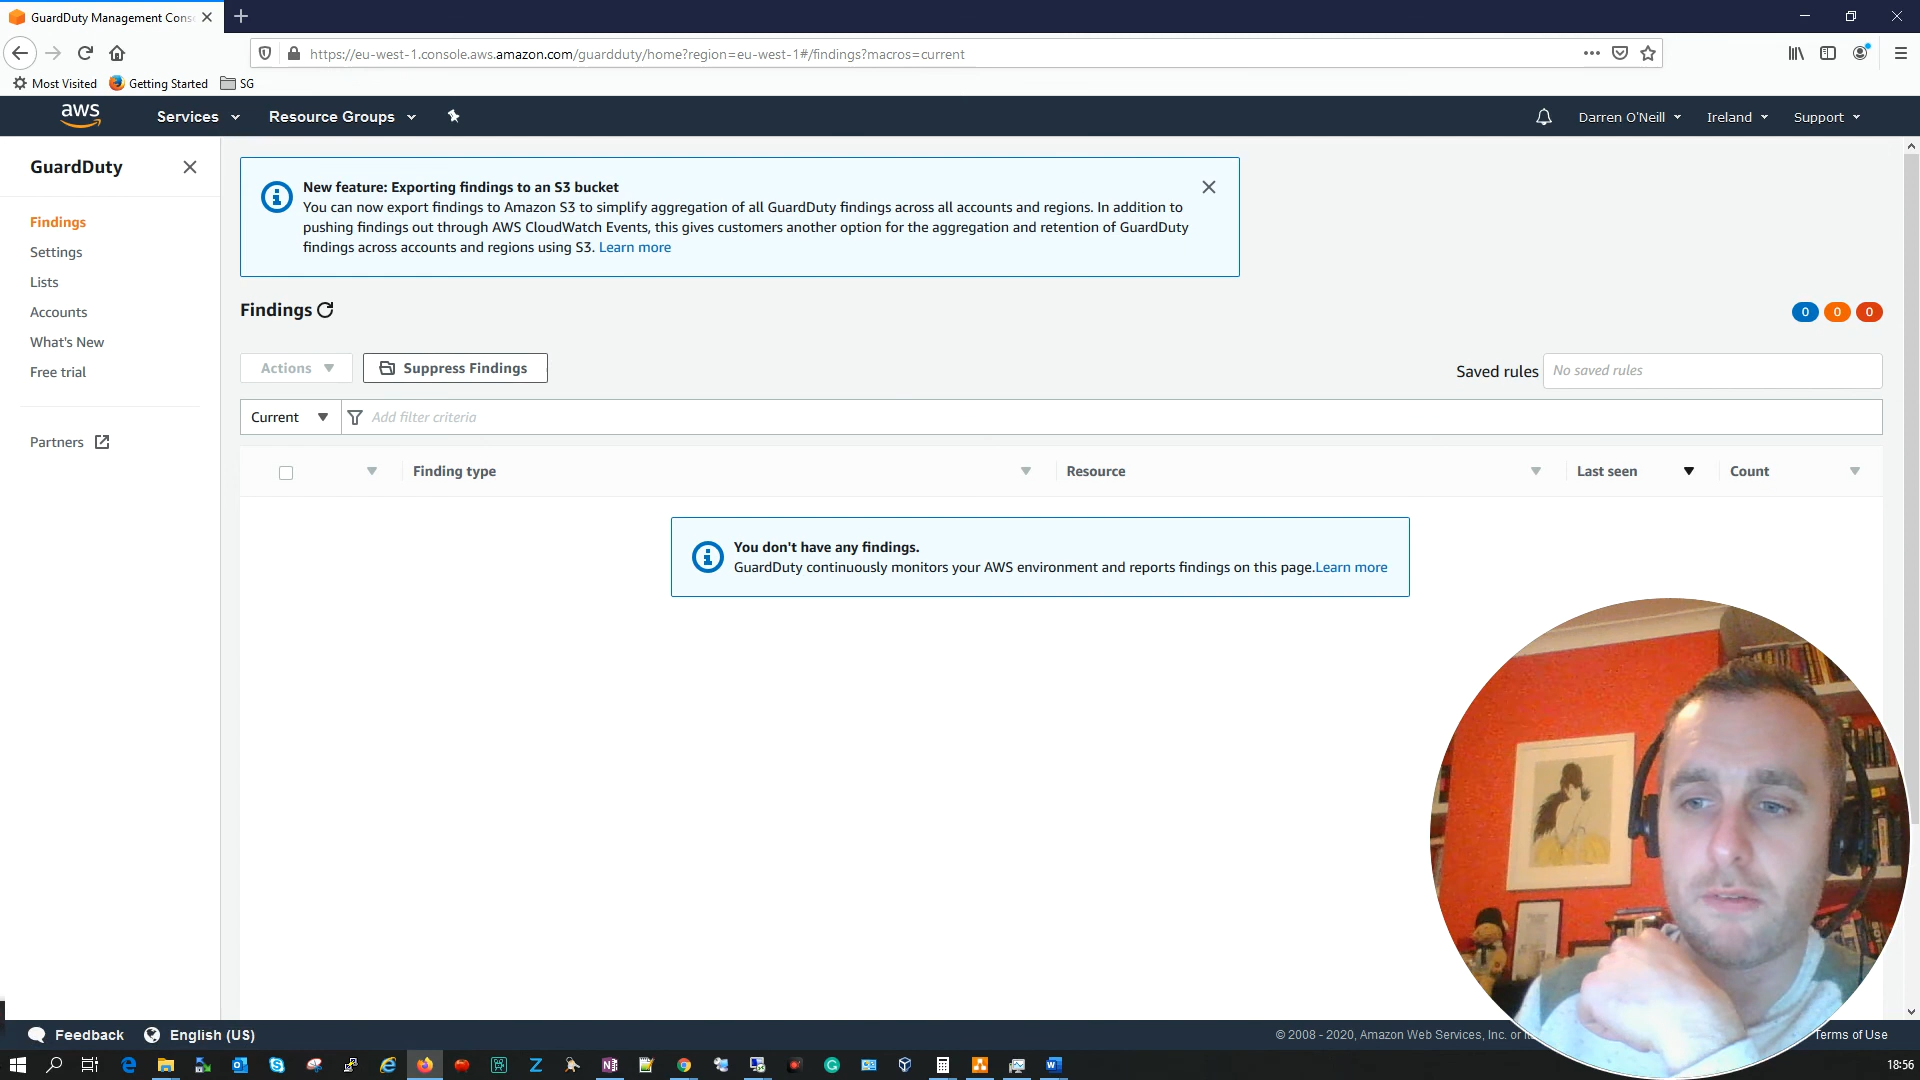 GuardDuty Management Cons
https://eu-west-1.console.aws.amazon.com/guardduty/home?region=eu-west-1#/findings?macros=current
Most Visited
Getting Started
SG
aws
Services
Resource Groups
Darren O'Neill
Ireland
Support
GuardDuty
Findings
Settings
Lists
Accounts
What's New
Free trial
Partners
New feature: Exporting findings to an S3 bucket
You can now export findings to Amazon S3 to simplify aggregation of all GuardDuty findings across all accounts and regions. In addition to
pushing findings out through AWS CloudWatch Events, this gives customers another option for the aggregation and retention of GuardDuty
findings across accounts and regions using S3. Learn more
Findings
0 0 0
Actions
Suppress Findings
Saved rules
No saved rules
Current
Add filter criteria
Finding type
Resource
Last seen
Count
You don't have any findings.
GuardDuty continuously monitors your AWS environment and reports findings on this page.Learn more
Feedback
English (US)
© 2008 - 2020, Amazon Web Services, Inc. or
Terms of Use
18:56